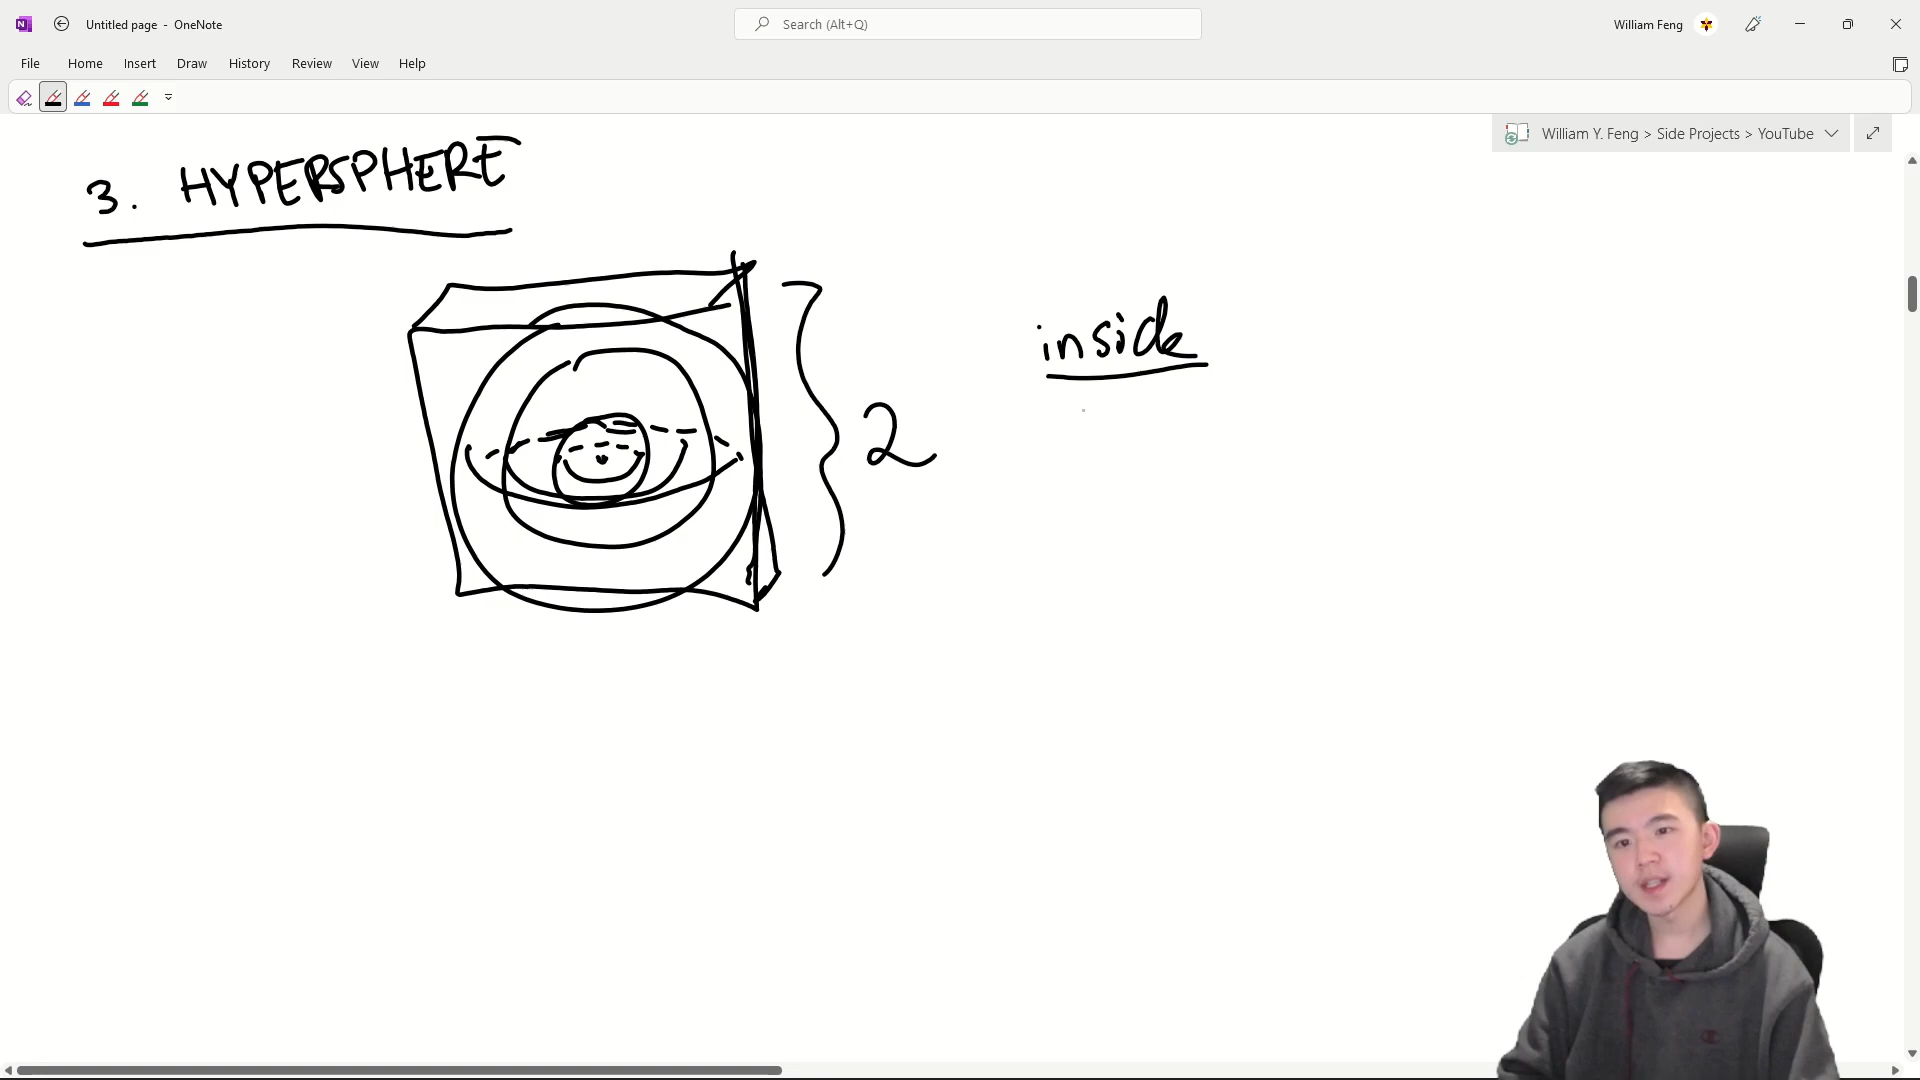 Untitled page - OneNote
Search (Alt+Q)
William Feng
File Home Insert Draw History Review View Help
William Y. Feng > Side Projects > YouTube
3. HYPERSPHERE
inside
2